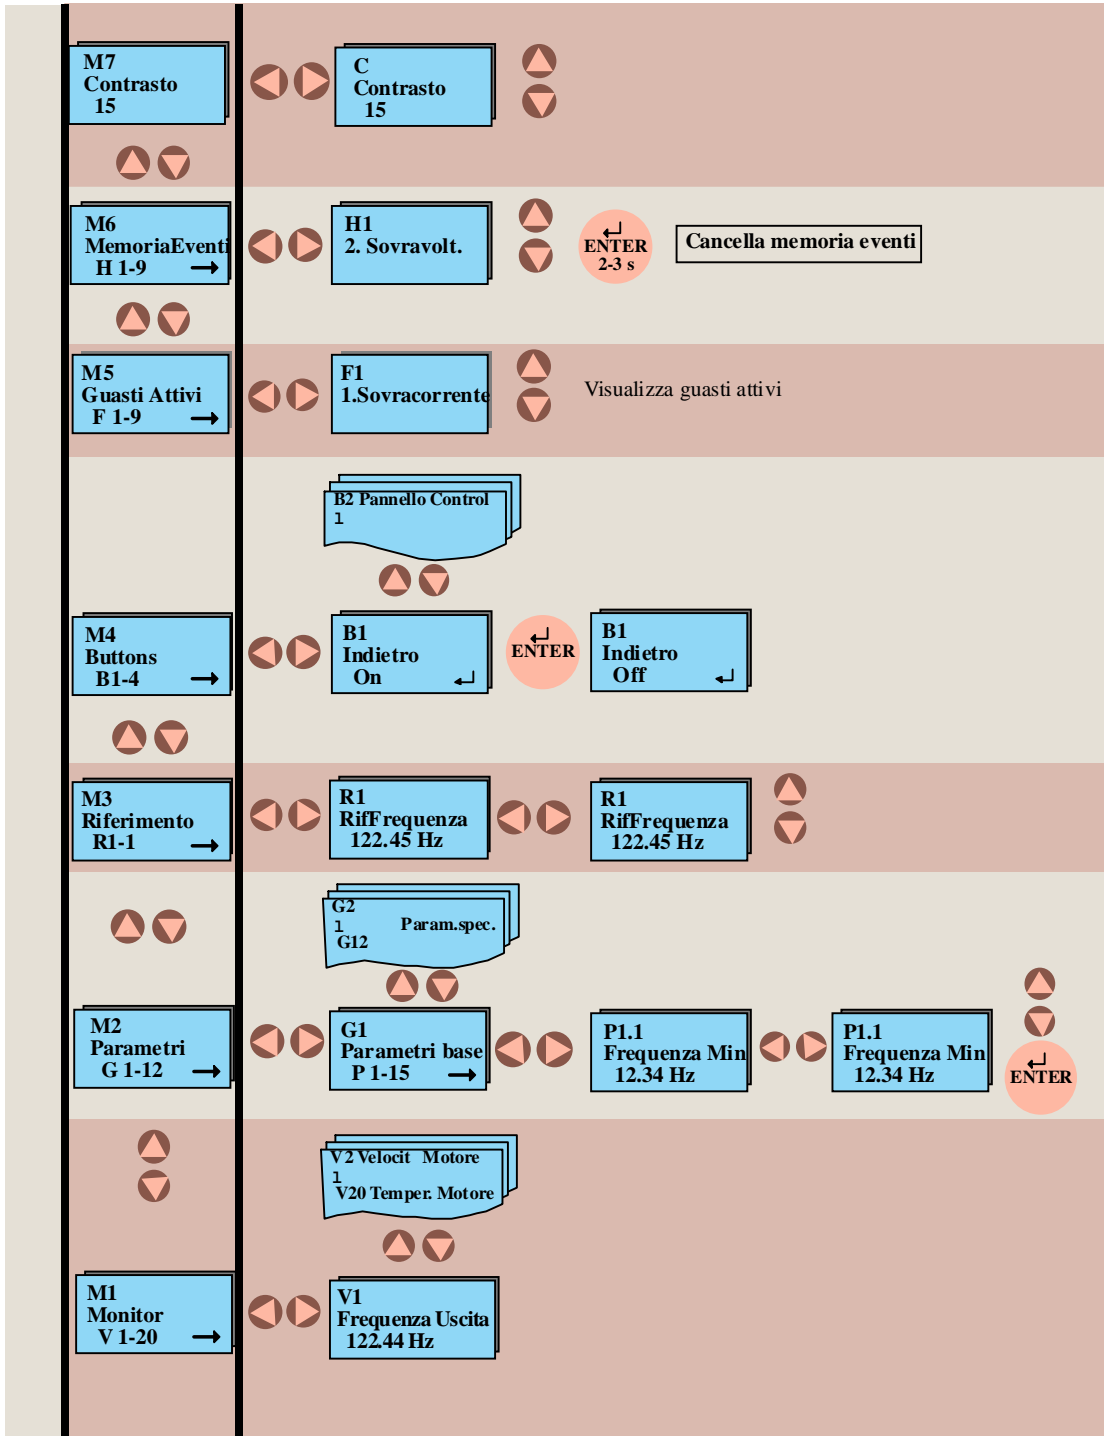 M7
Contrasto
15
C
Contrasto
15
M6
MemoriaEventi
H 1-9
H1
2. Sovravolt.
ENTER
2-3 s
Cancella memoria eventi
M5
Guasti Attivi
F 1-9
F1
1.Sovracorrente
Visualizza guasti attivi
B2 Pannello Control
1
M4
Buttons
B1-4
B1
Indietro
On
ENTER
B1
Indietro
Off
M3
Riferimento
R1-1
R1
RifFrequenza
122.45 Hz
R1
RifFrequenza
122.45 Hz
G2
1 Param.spec.
G12
M2
Parametri
G 1-12
G1
Parametri base
P 1-15
P1.1
Frequenza Min
12.34 Hz
P1.1
Frequenza Min
12.34 Hz
ENTER
V2 Velocit Motore
1
V20 Temper. Motore
M1
Monitor
V 1-20
V1
Frequenza Uscita
122.44 Hz